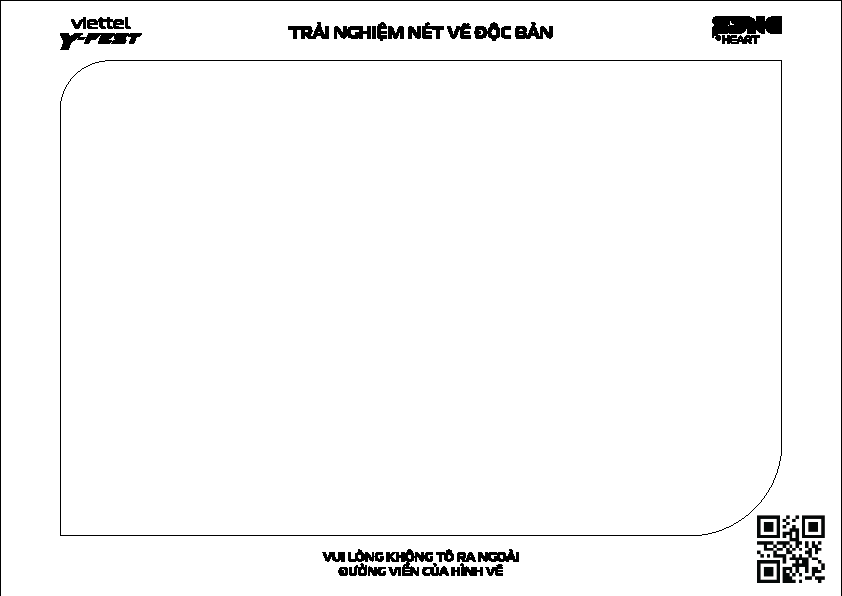 viettel
Y-FEST
TRẢI NGHIỆM NÉT VẼ ĐỘC BẢN
HEART
VUI LÒNG KHÔNG TÔ RA NGOÀI
ĐƯỜNG VIỀN CỦA HÌNH VẼ